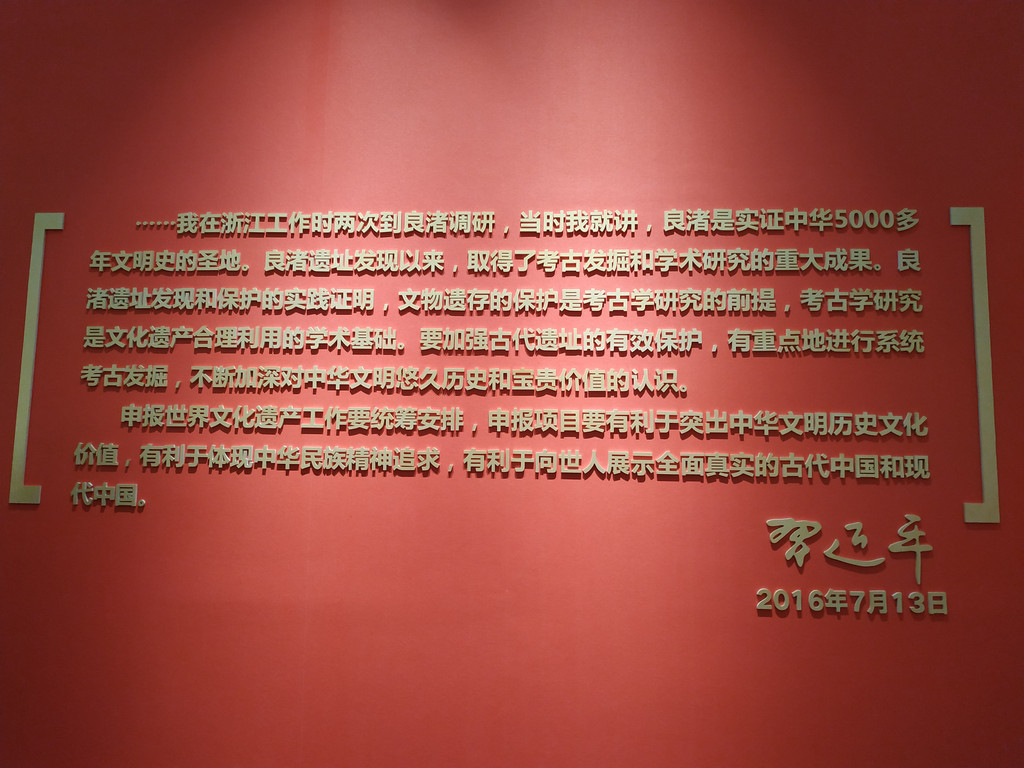 ……我在浙江工作时两次到良渚调研，当时我就讲，良渚是实证中华5000多
年文明史的圣地。良渚遗址发现以来，取得了考古发掘和学术研究的重大成果。良
渚遗址发现和保护的实践证明，文物遗存的保护是考古学研究的前提，考古学研究
是文化遗产合理利用的学术基础。要加强古代遗址的有效保护，有重点地进行系统
考古发掘，不断加深对中华文明悠久历史和宝贵价值的认识。
申报世界文化遗产工作要统筹安排，申报项目要有利于突出中华文明历史文化
价值，有利于体现中华民族精神追求，有利于向世人展示全面真实的古代中国和现
代中国。
习近平
2016年7月13日